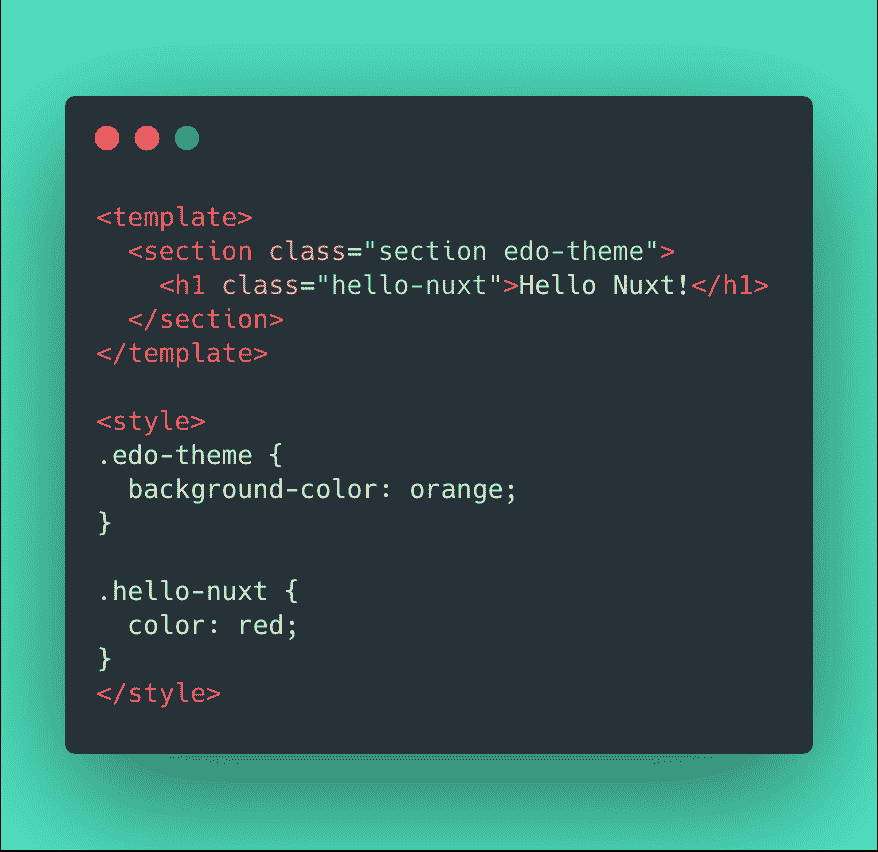 <template>
  <section class="section edo-theme">
    <h1 class="hello-nuxt">Hello Nuxt!</h1>
  </section>
</template>

<style>
.edo-theme {
  background-color: orange;
}

.hello-nuxt {
  color: red;
}
</style>